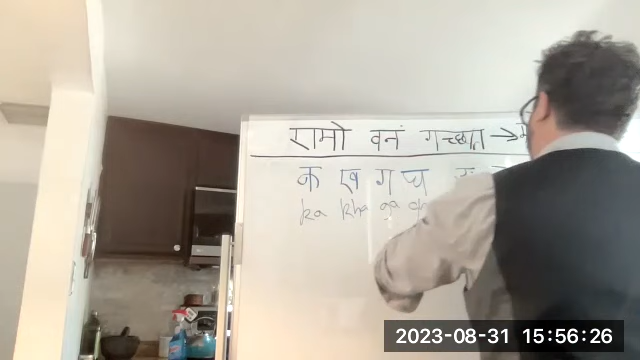 रामो वनं गच्छति →
क ख ग घ
ka kha ga
2023-08-31 15:56:26